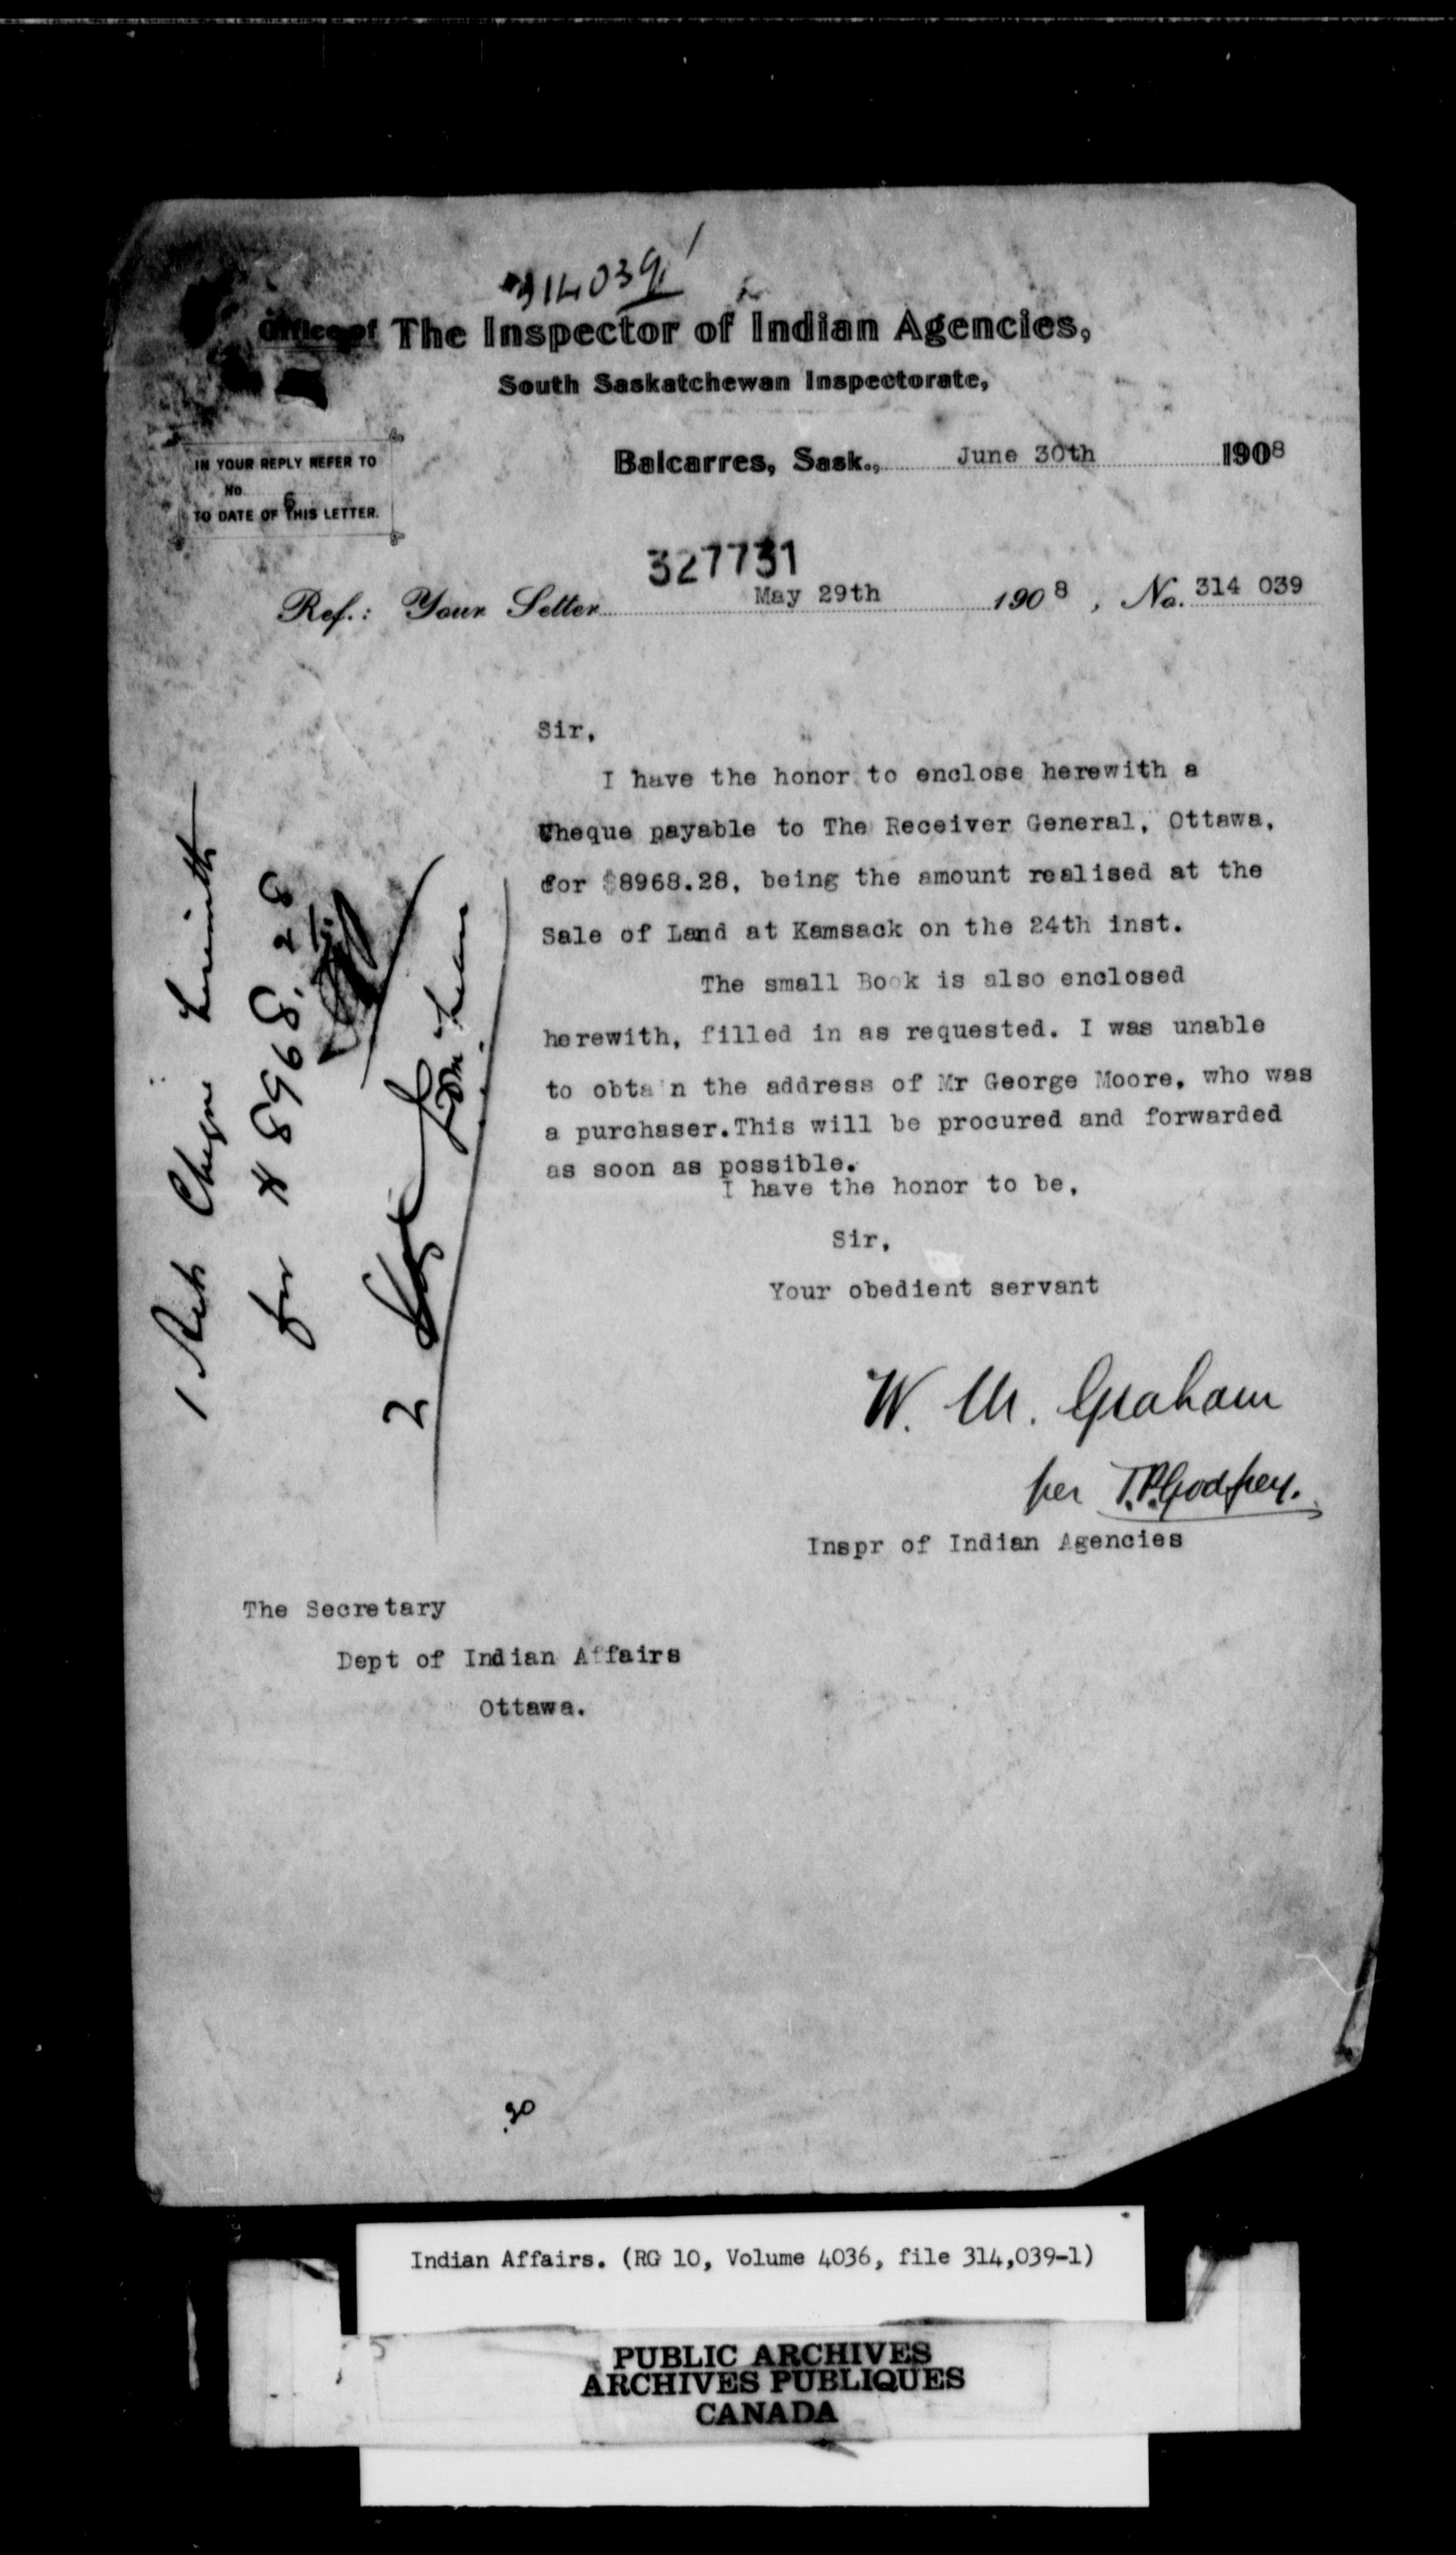 314039
Office of The Inspector of Indian Agencies,
South Saskatchewan Inspectorate,
IN YOUR REPLY REFER TO
No
TO DATE OF THIS LETTER.
Balcarres, Sask., June 30th 1908
327731
Ref.: Your Letter May 29th 1908, No. 314 039
Sir,
I have the honor to enclose herewith a
Cheque payable to The Receiver General, Ottawa,
for $8968.28, being the amount realised at the
Sale of Land at Kamsack on the 24th inst.
The small Book is also enclosed
herewith, filled in as requested. I was unable
to obta n the address of Mr George Moore, who was
a purchaser.This will be procured and forwarded
as soon as possible.
I have the honor to be,
Sir,
Your obedient servant
W. M. Graham
per T.P.Godfrey.
Inspr of Indian Agencies
The Secretary
Dept of Indian Affairs
Ottawa.
Cheque
for $8968.28
2
Indian Affairs. (RG 10, Volume 4036, file 314,039-1)
PUBLIC ARCHIVES
ARCHIVES PUBLIQUES
CANADA